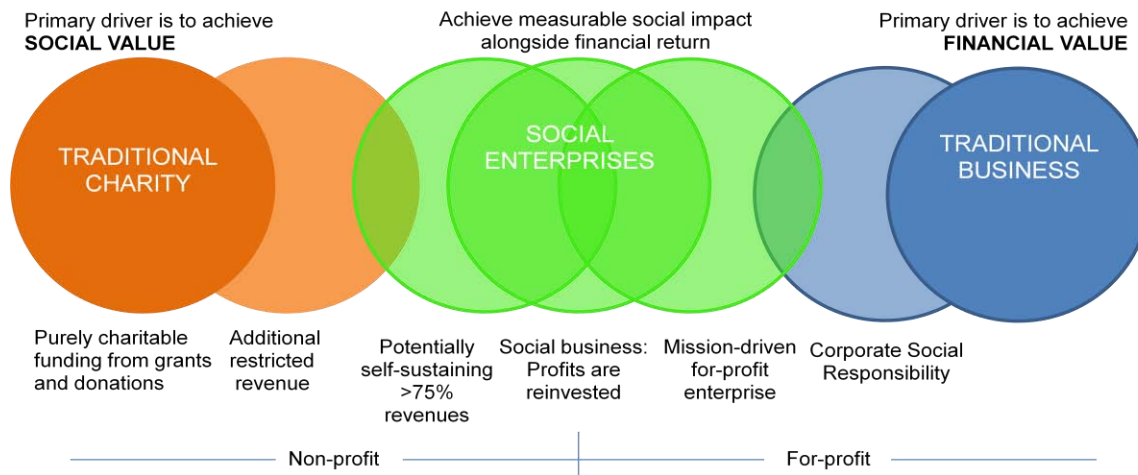 Primary driver is to achieve
SOCIAL VALUE
Achieve measurable social impact
alongside financial return
Primary driver is to achieve
FINANCIAL VALUE
TRADITIONAL
CHARITY
SOCIAL
ENTERPRISES
TRADITIONAL
BUSINESS
Purely charitable
funding from grants
and donations
Additional
restricted
revenue
Potentially
self-sustaining
>75%
revenues
Social business:
Profits are
reinvested
Mission-driven
for-profit
enterprise
Corporate Social
Responsibility
Non-profit
For-profit